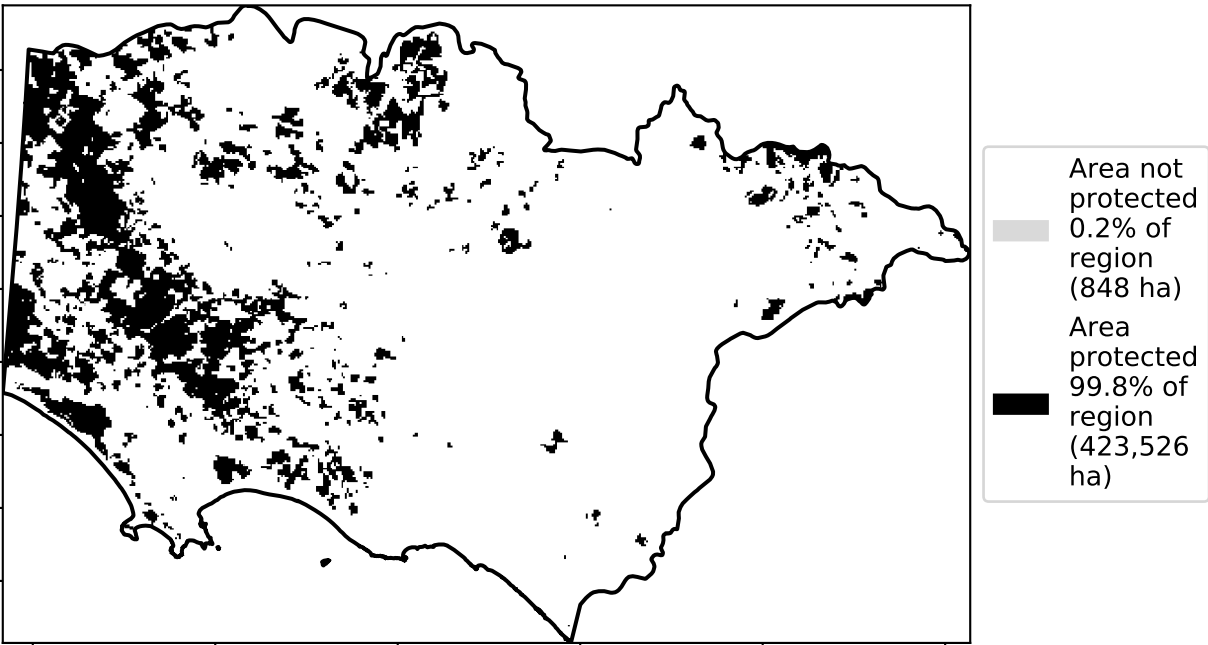 Area not
protected
0.2% of
region
(848 ha)
Area
protected
99.8% of
region
(423,526
ha)